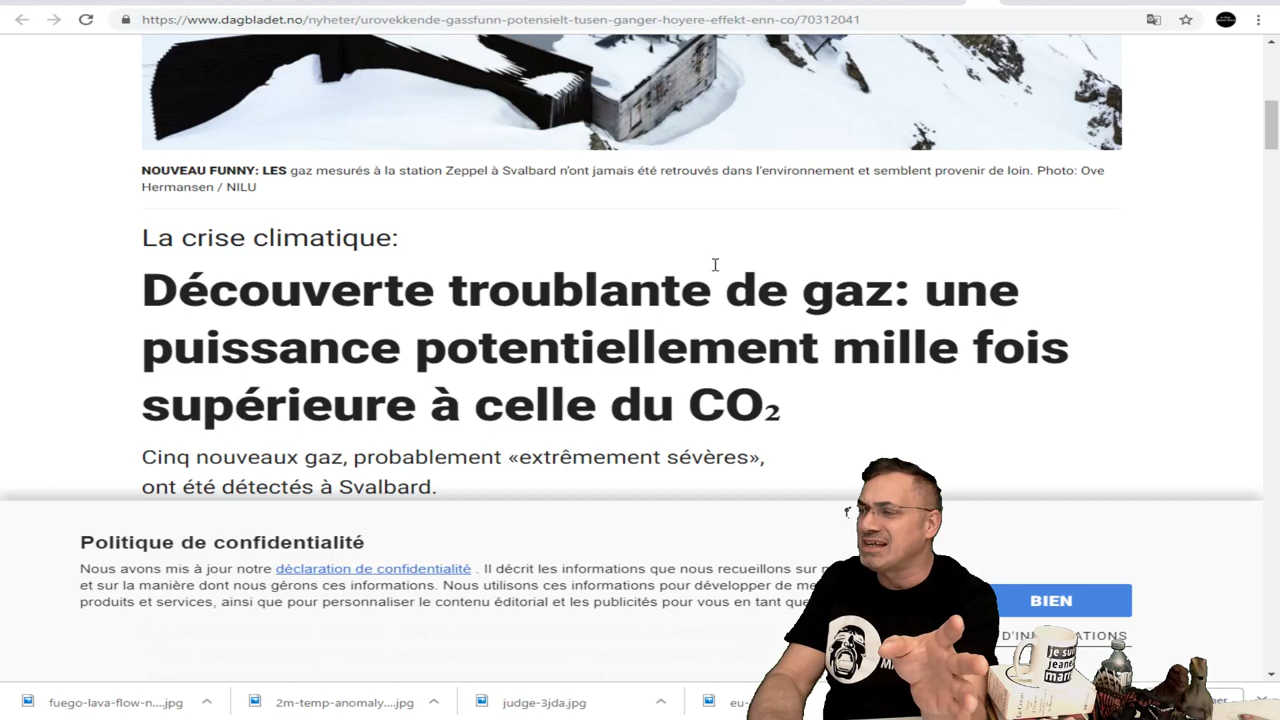 https://www.dagbladet.no/nyheter/urovekkende-gassfunn-potensielt-tusen-ganger-hoyere-effekt-enn-co/70312041
NOUVEAU FUNNY: LES gaz mesurés à la station Zeppel à Svalbard n'ont jamais été retrouvés dans l'environnement et semblent provenir de loin. Photo: Ove
Hermansen / NILU
La crise climatique:
Découverte troublante de gaz: une
puissance potentiellement mille fois
supérieure à celle du CO₂
Cinq nouveaux gaz, probablement «extrêmement sévères»,
ont été détectés à Svalbard.
Politique de confidentialité
Nous avons mis à jour notre déclaration de confidentialité . Il décrit les informations que nous recueillons sur
et sur la manière dont nous gérons ces informations. Nous utilisons ces informations pour développer de
produits et services, ainsi que pour personnaliser le contenu éditorial et les publicités pour vous en tant
BIEN
je suis
jeane
marr
fuego-lava-flow-n....jpg
2m-temp-anomaly....jpg
judge-3jda.jpg
eu-